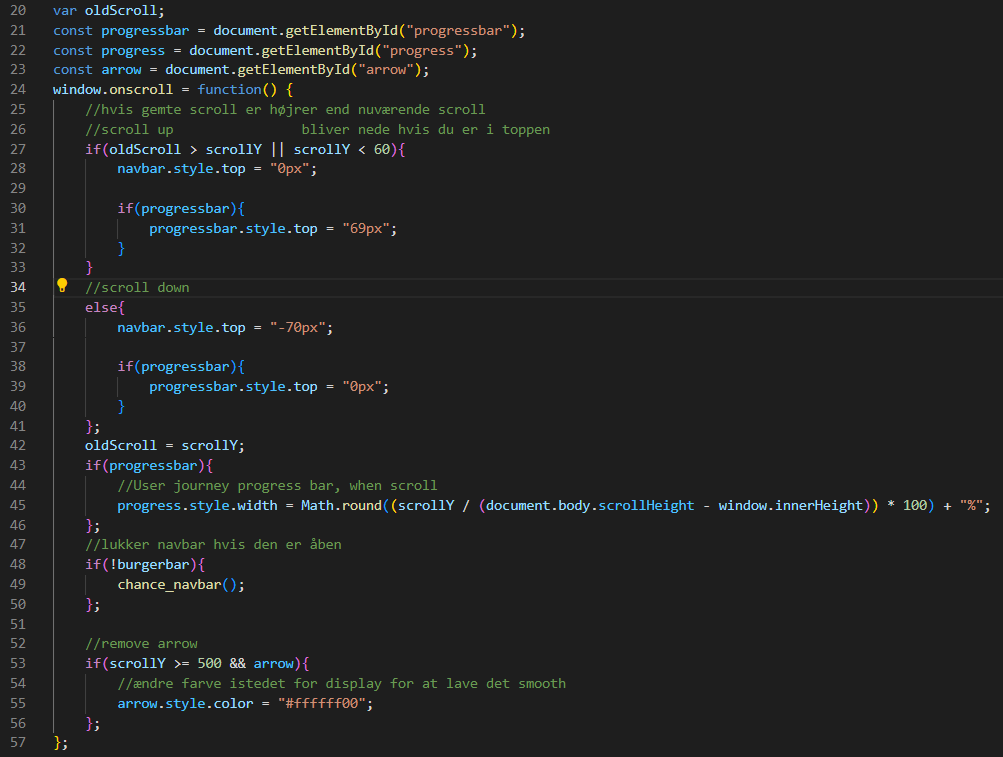 20 var oldScroll;
21 const progressbar = document.getElementById("progressbar");
22 const progress = document.getElementById("progress");
23 const arrow = document.getElementById("arrow");
24 window.onscroll = function() {
25     //hvis gemte scroll er højrer end nuværende scroll
26     //scroll up                bliver nede hvis du er i toppen
27     if(oldScroll > scrollY || scrollY < 60){
28         navbar.style.top = "0px";
29
30         if(progressbar){
31             progressbar.style.top = "69px";
32         }
33     }
34     //scroll down
35     else{
36         navbar.style.top = "-70px";
37
38         if(progressbar){
39             progressbar.style.top = "0px";
40         }
41     };
42     oldScroll = scrollY;
43     if(progressbar){
44         //User journey progress bar, when scroll
45         progress.style.width = Math.round((scrollY / (document.body.scrollHeight - window.innerHeight)) * 100) + "%";
46     };
47     //lukker navbar hvis den er åben
48     if(!burgerbar){
49         chance_navbar();
50     };
51
52     //remove arrow
53     if(scrollY >= 500 && arrow){
54         //ændre farve istedet for display for at lave det smooth
55         arrow.style.color = "#ffffff00";
56     };
57 };